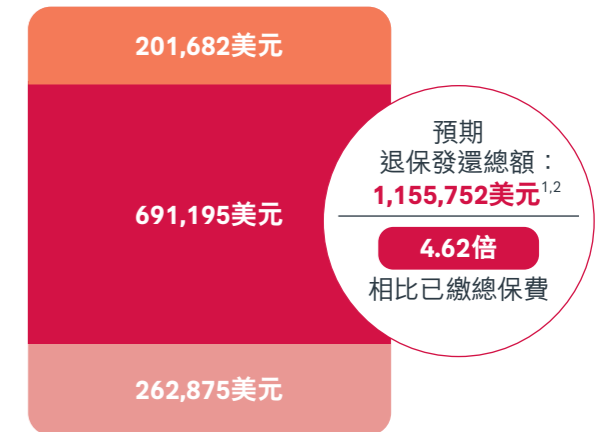 201,682美元
691,195美元
預期
退保發還總額：
1,155,752美元1,2
4.62倍
相比已繳總保費
262,875美元